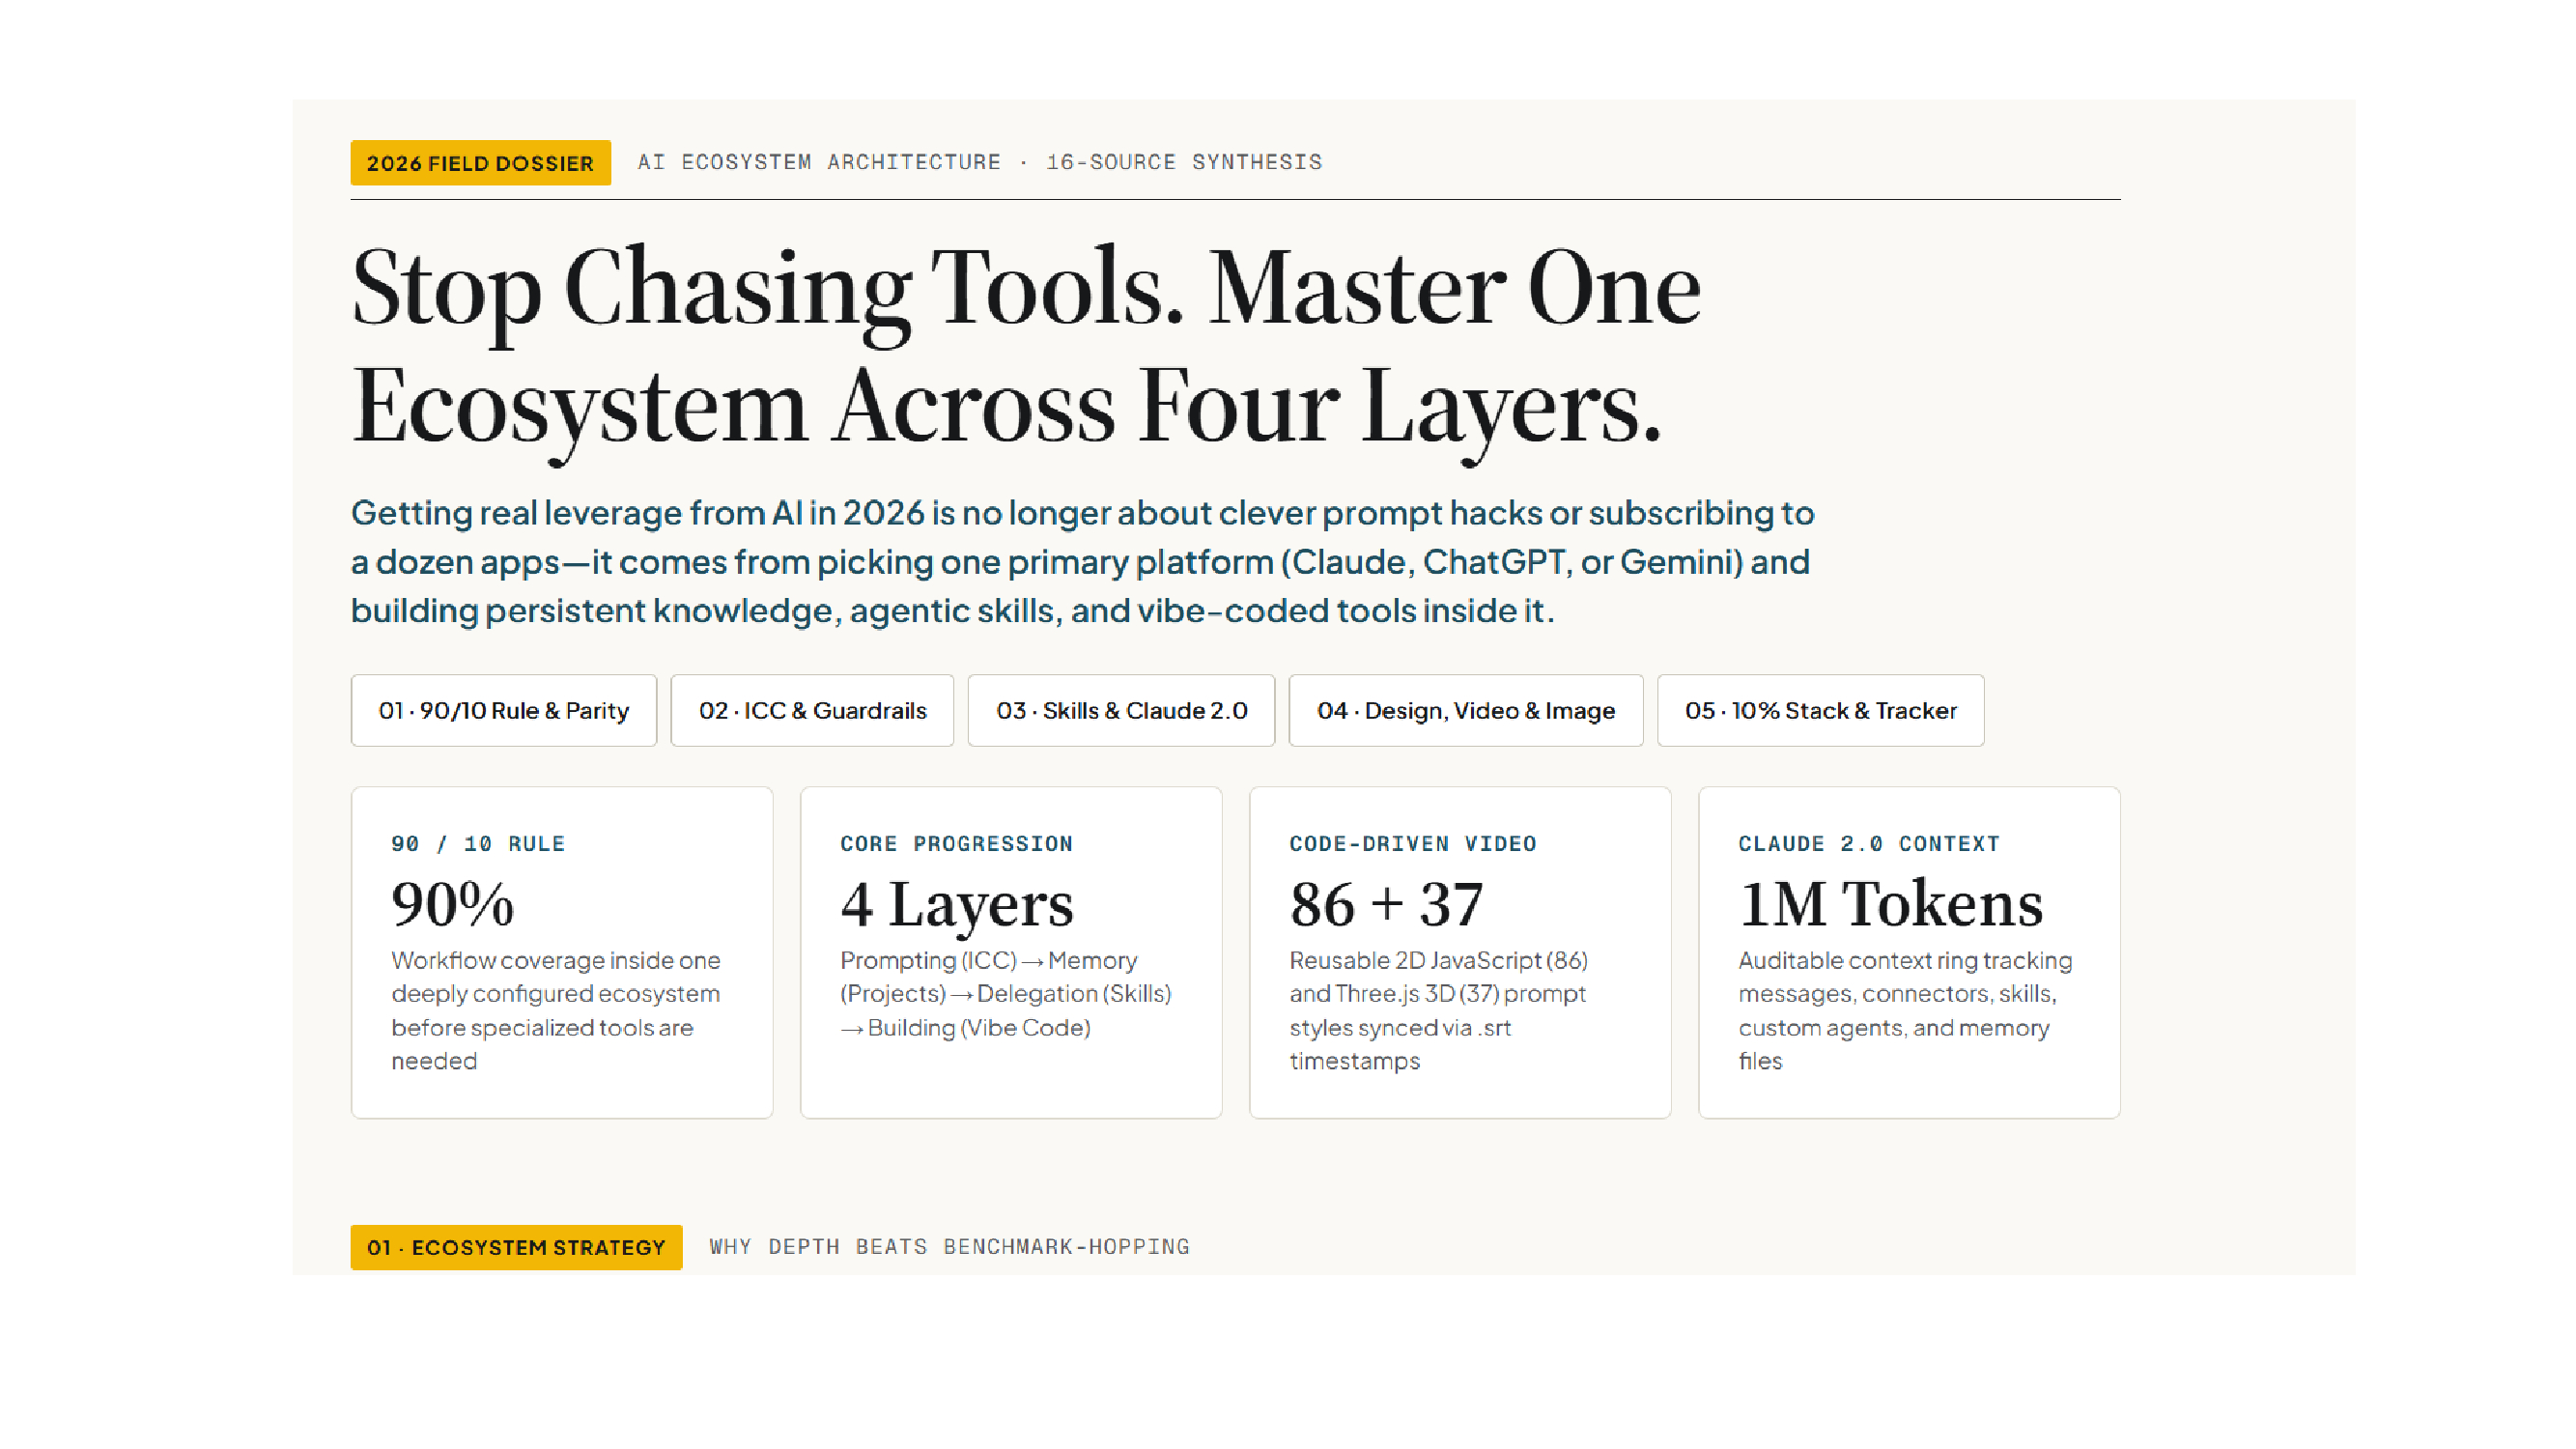 2026 FIELD DOSSIER
AI ECOSYSTEM ARCHITECTURE · 16-SOURCE SYNTHESIS
Stop Chasing Tools. Master One
Ecosystem Across Four Layers.
Getting real leverage from AI in 2026 is no longer about clever prompt hacks or subscribing to
a dozen apps—it comes from picking one primary platform (Claude, ChatGPT, or Gemini) and
building persistent knowledge, agentic skills, and vibe-coded tools inside it.
01 · 90/10 Rule & Parity
02 · ICC & Guardrails
03 · Skills & Claude 2.0
04 · Design, Video & Image
05 · 10% Stack & Tracker
90 / 10 RULE
90%
Workflow coverage inside one
deeply configured ecosystem
before specialized tools are
needed
CORE PROGRESSION
4 Layers
Prompting (ICC) → Memory
(Projects) → Delegation (Skills)
→ Building (Vibe Code)
CODE-DRIVEN VIDEO
86 + 37
Reusable 2D JavaScript (86)
and Three.js 3D (37) prompt
styles synced via .srt
timestamps
CLAUDE 2.0 CONTEXT
1M Tokens
Auditable context ring tracking
messages, connectors, skills,
custom agents, and memory
files
01 · ECOSYSTEM STRATEGY
WHY DEPTH BEATS BENCHMARK-HOPPING